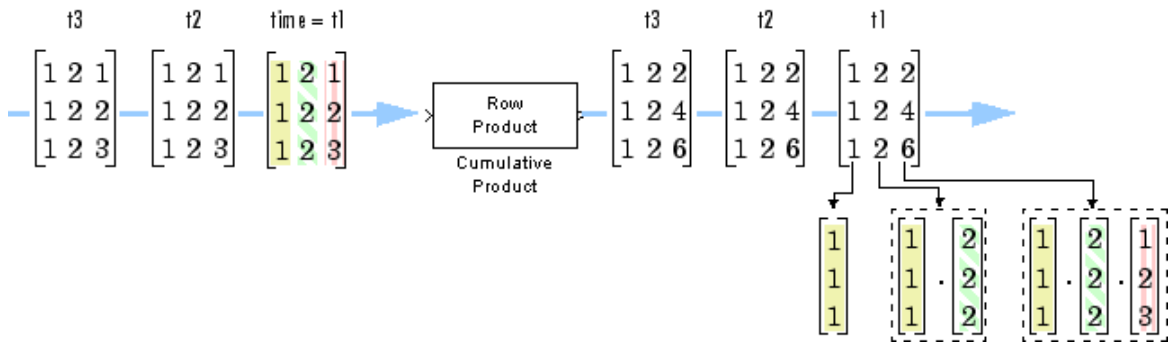 t3 t2 time = t1 t3 t2 t1
1 2 1 1 2 1 1 2 1 1 2 2 1 2 2 1 2 2
1 2 2 1 2 2 1 2 2 Row Product 1 2 4 1 2 4 1 2 4
1 2 3 1 2 3 1 2 3 1 2 6 1 2 6 1 2 6
Cumulative
Product
1 1 2 1 2 1
1 1 . 2 1 . 2 . 2
1 1 2 1 2 3